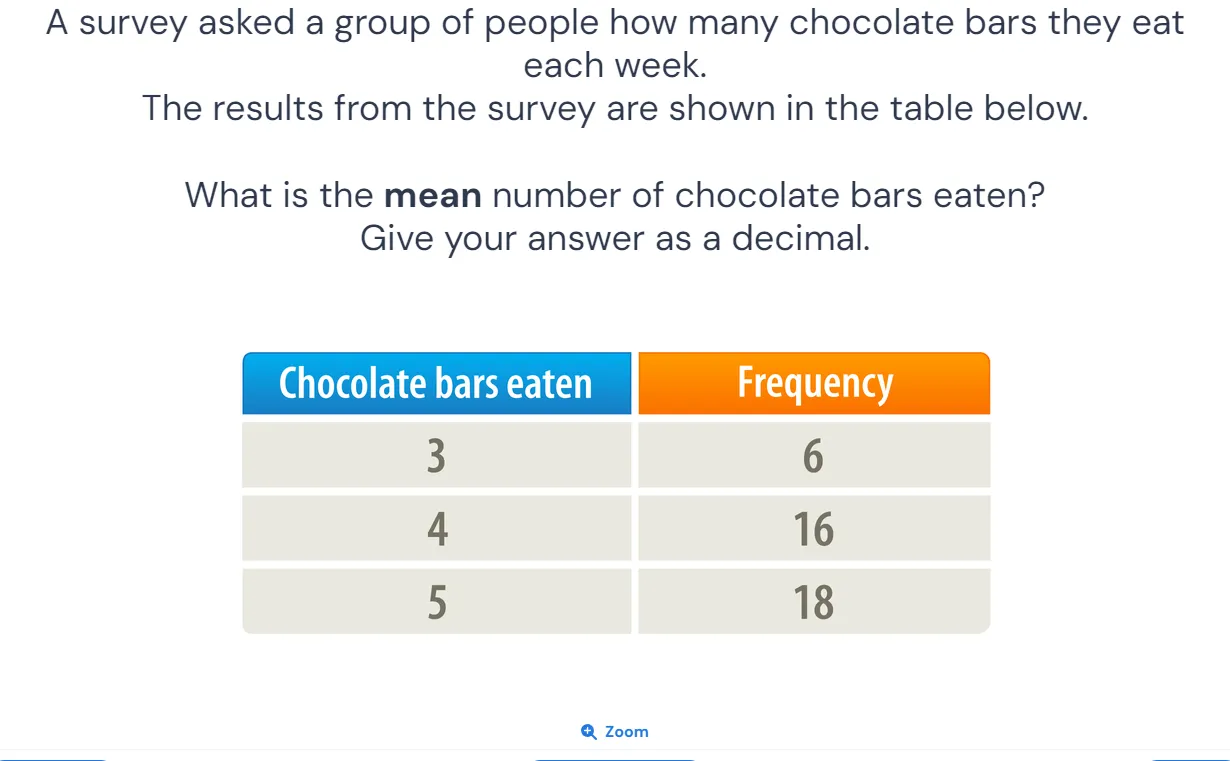 A survey asked a group of people how many chocolate bars they eat
each week.
The results from the survey are shown in the table below.
What is the mean number of chocolate bars eaten?
Give your answer as a decimal.
Chocolate bars eaten Frequency
3 6
4 16
5 18
Zoom